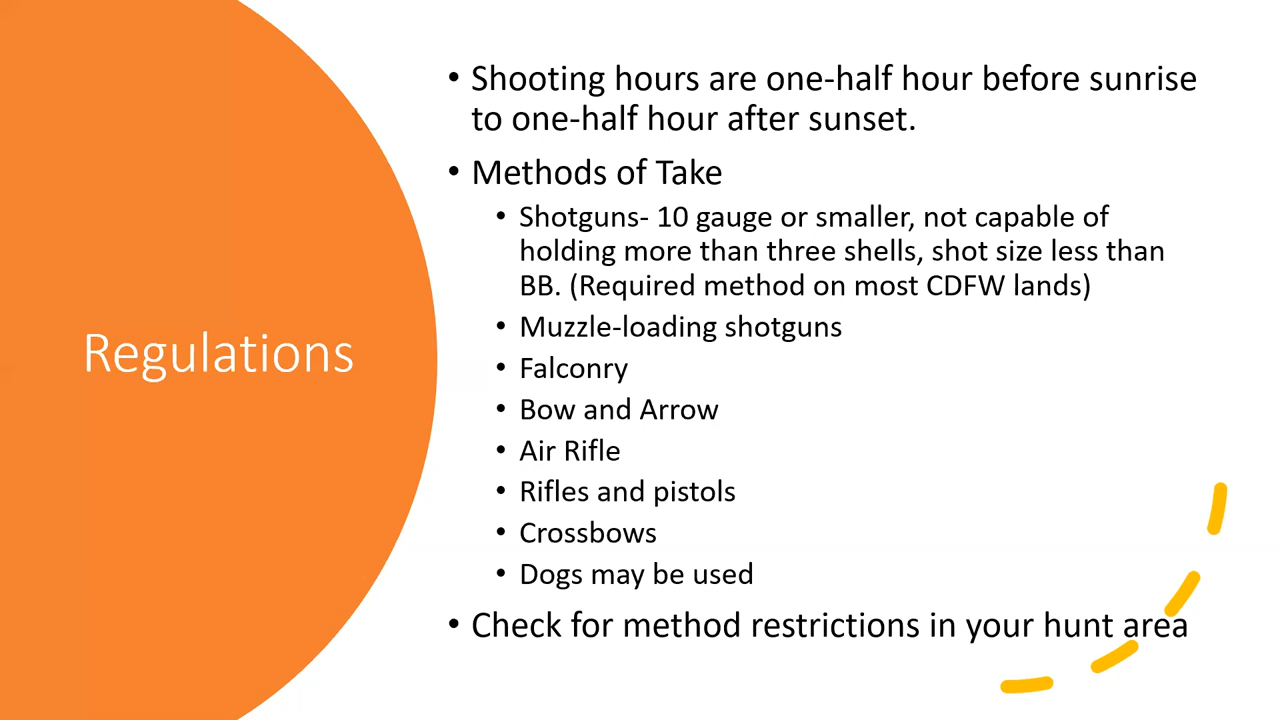 Regulations
• Shooting hours are one-half hour before sunrise
to one-half hour after sunset.
• Methods of Take
• Shotguns- 10 gauge or smaller, not capable of
holding more than three shells, shot size less than
BB. (Required method on most CDFW lands)
• Muzzle-loading shotguns
• Falconry
• Bow and Arrow
• Air Rifle
• Rifles and pistols
• Crossbows
• Dogs may be used
• Check for method restrictions in your hunt area